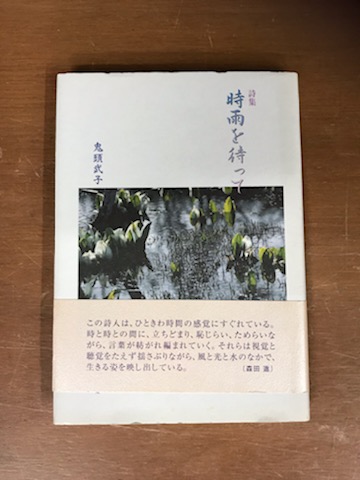 詩集
時雨を待って
鬼頭武子
この詩人は、ひときわ時間の感覚にすぐれている。
時と時との間に、立ちどまり、恥じらい、ためらいな
がら、言葉が紡がれ編まれていく。それらは視覚と
聴覚をたえず揺さぶりながら、風と光と水のなかで、
生きる姿を映し出している。
〔森田 進〕